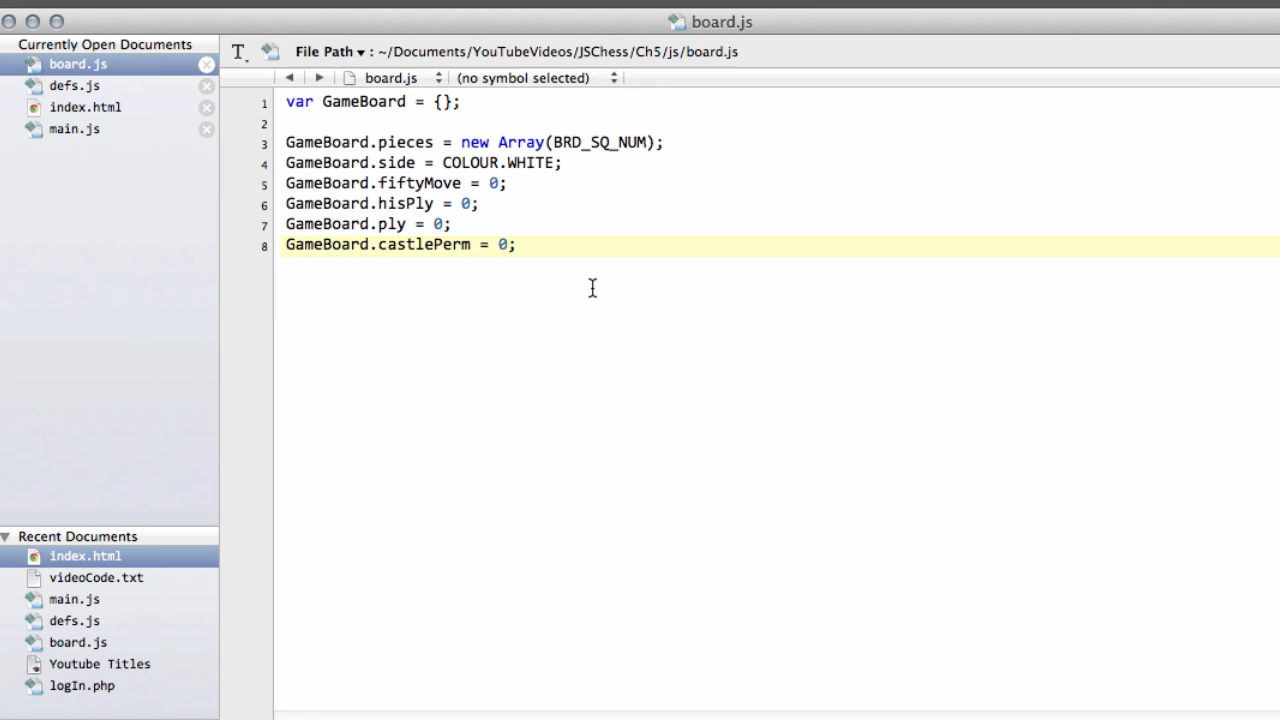 board.js
Currently Open Documents
board.js
defs.js
index.html
main.js
T. File Path ▾ : ~/Documents/YouTubeVideos/JSChess/Ch5/js/board.js
board.js (no symbol selected)
1 var GameBoard = {};
2
3 GameBoard.pieces = new Array(BRD_SQ_NUM);
4 GameBoard.side = COLOUR.WHITE;
5 GameBoard.fiftyMove = 0;
6 GameBoard.hisPly = 0;
7 GameBoard.ply = 0;
8 GameBoard.castlePerm = 0;
Recent Documents
index.html
videoCode.txt
main.js
defs.js
board.js
Youtube Titles
logIn.php